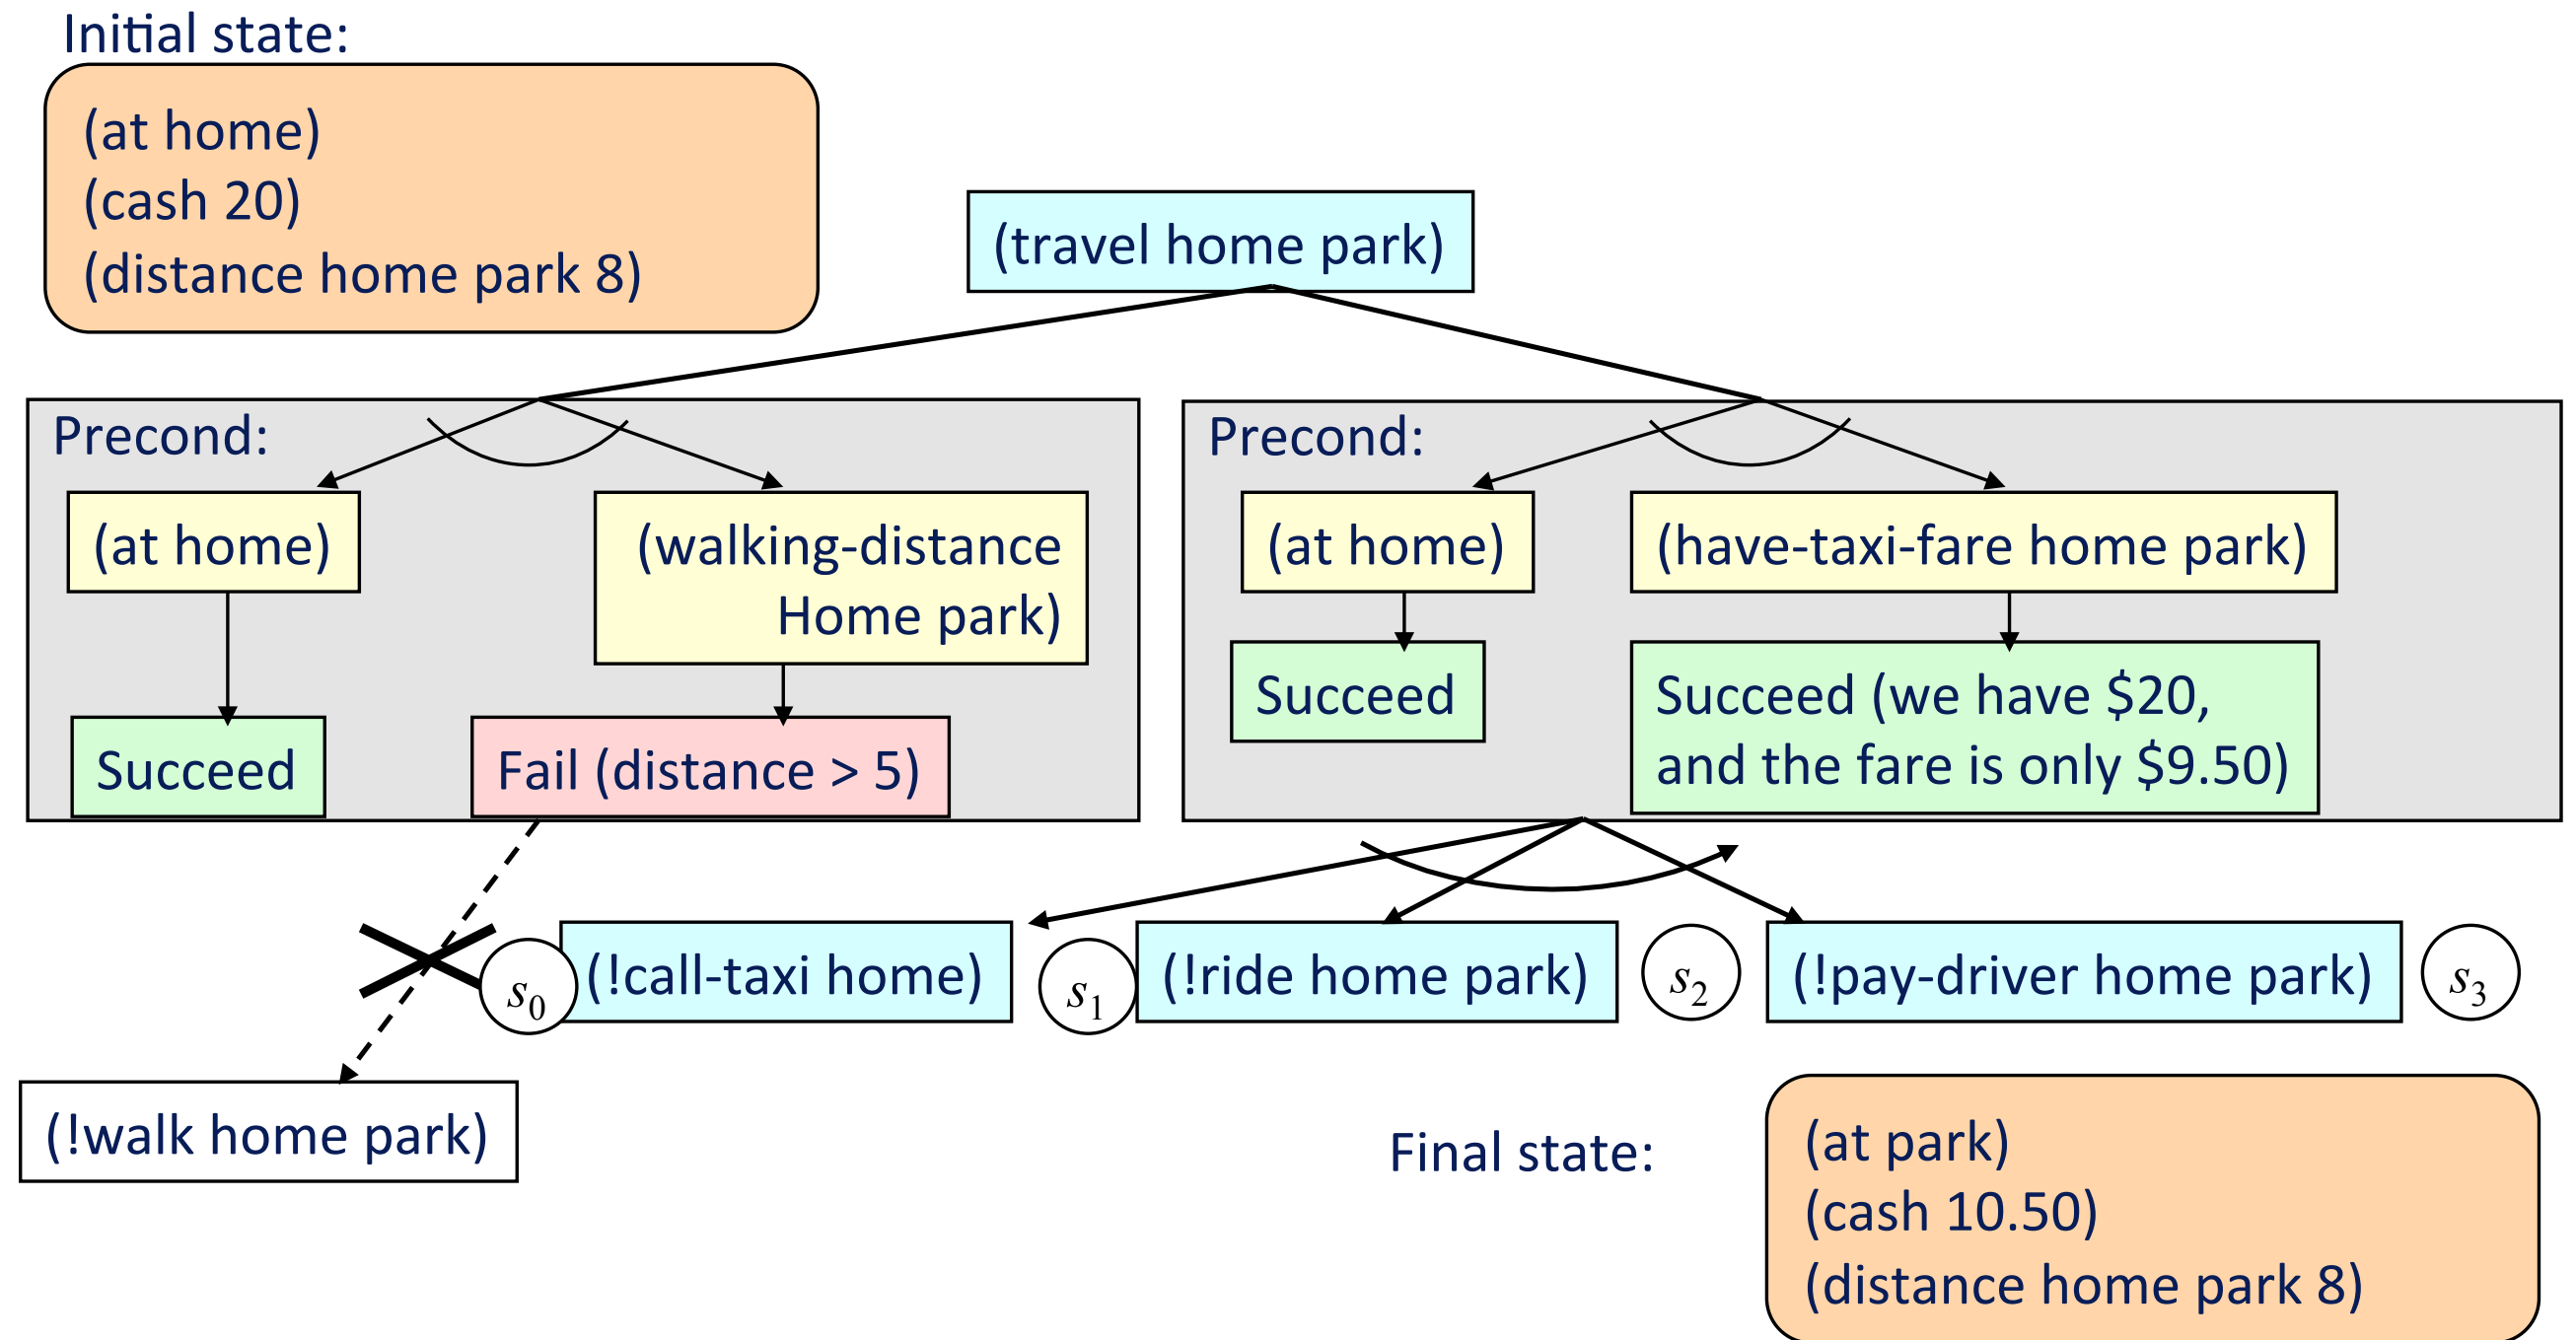 Initial state:
(at home)
(cash 20)
(distance home park 8)
(travel home park)
Precond:
(at home)
(walking-distance
Home park)
Succeed
Fail (distance > 5)
Precond:
(at home)
(have-taxi-fare home park)
Succeed
Succeed (we have $20,
and the fare is only $9.50)
s0
(!call-taxi home)
s1
(!ride home park)
s2
(!pay-driver home park)
s3
(!walk home park)
Final state:
(at park)
(cash 10.50)
(distance home park 8)